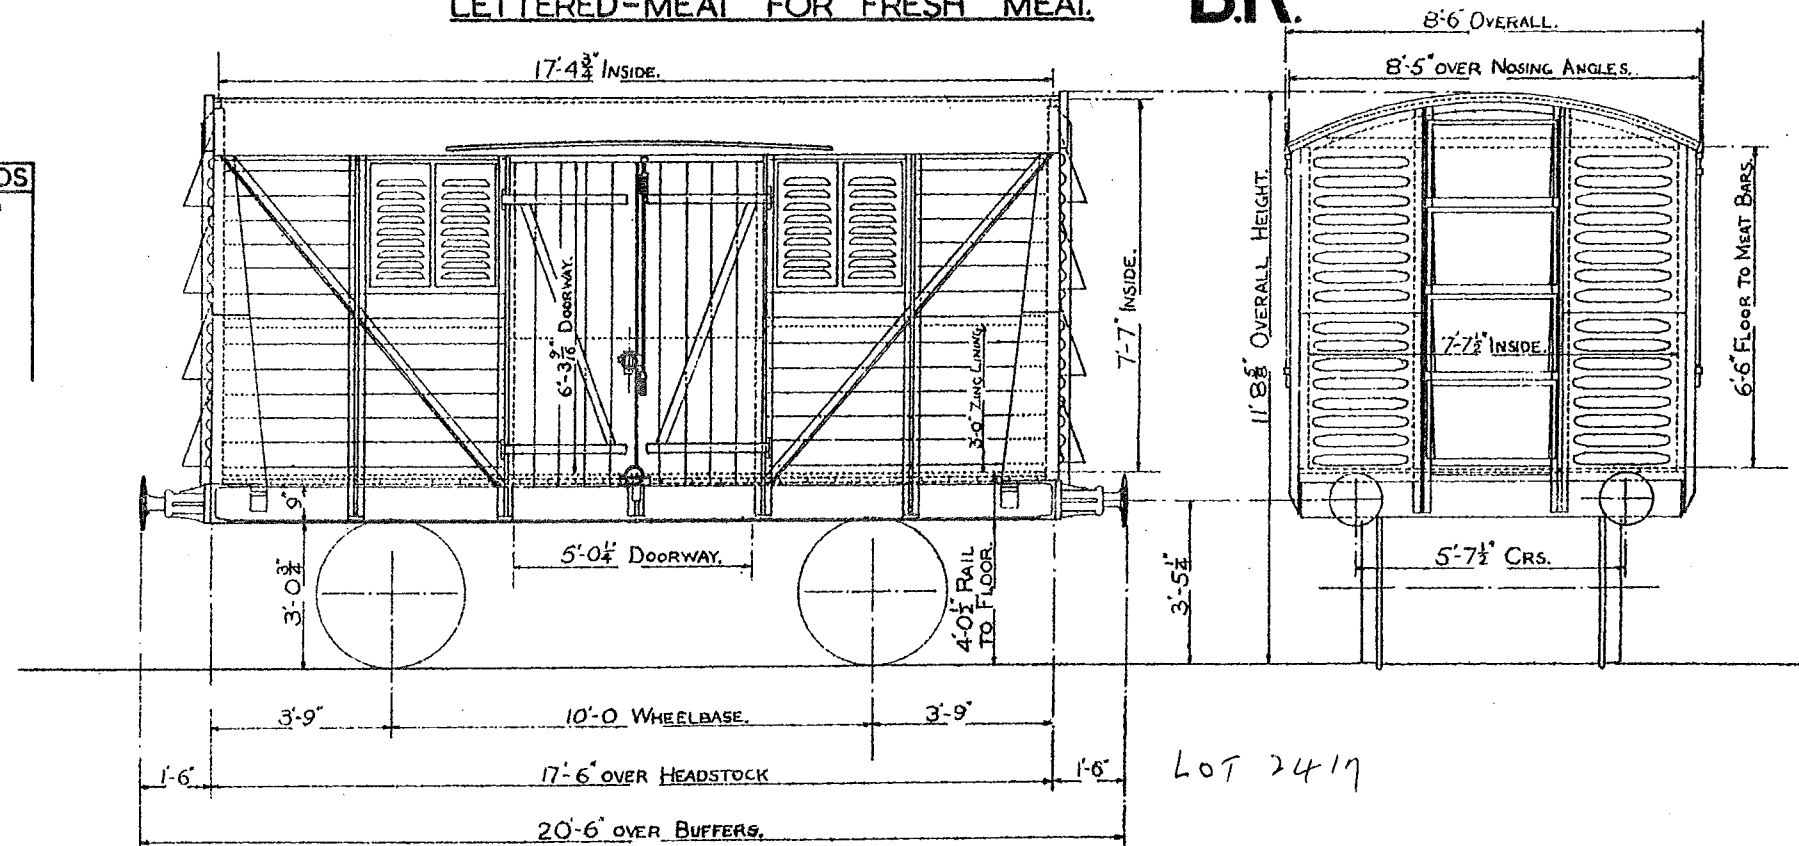 LETTERED-MEAT FOR FRESH MEAT.
B.R.
OS
8'-6" OVERALL.
8'-5" OVER NOSING ANGLES.
17'-4¾" INSIDE.
6'-3 9/16" DOORWAY.
3'-0" ZINC LINING
7'-7" INSIDE.
11' 8⅝" OVERALL HEIGHT.
7'-7½" INSIDE.
6'-6" FLOOR TO MEAT BARS.
9"
3'-0¾"
5'-0¼" DOORWAY.
4'-0½" RAIL
TO FLOOR.
3'-5¼"
5'-7½" CRS.
3'-9"
10'-0 WHEELBASE.
3'-9"
1'-6"
17'-6" OVER HEADSTOCK
1'-6"
LOT 2417
20'-6" OVER BUFFERS.